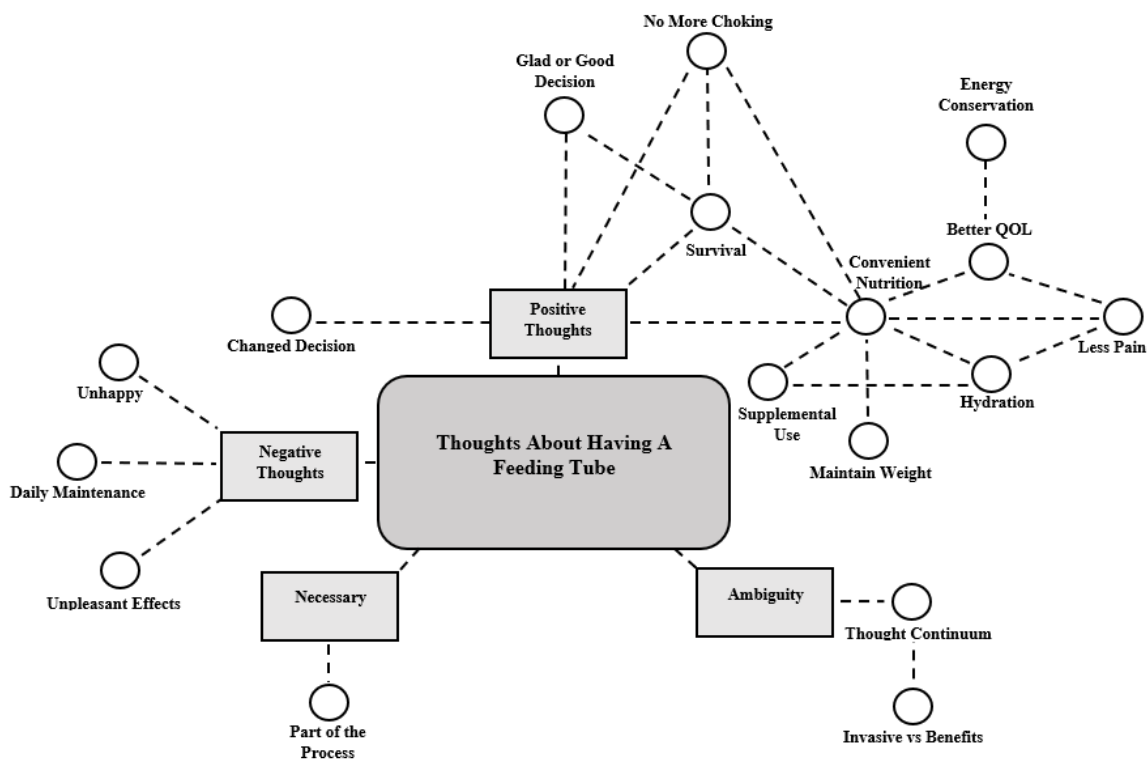 No More Choking
Glad or Good
Decision
Energy
Conservation
Survival
Better QOL
Convenient
Nutrition
Positive
Thoughts
Changed Decision
Less Pain
Unhappy
Hydration
Supplemental
Use
Maintain Weight
Thoughts About Having A
Feeding Tube
Negative
Thoughts
Daily Maintenance
Unpleasant Effects
Necessary
Ambiguity
Thought Continuum
Part of the
Process
Invasive vs Benefits